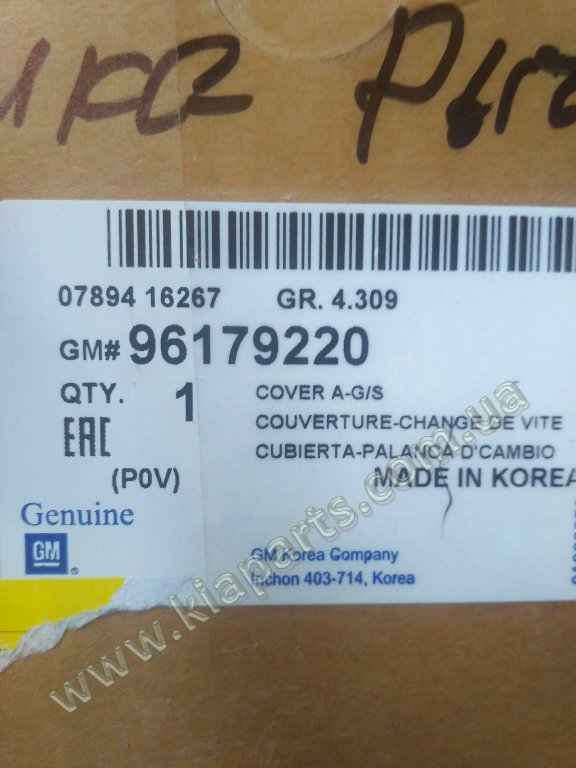 07894 16267 GR. 4.309
GM# 96179220
QTY. 1 COVER A-G/S
COUVERTURE-CHANGE DE VITE
EAC CUBIERTA-PALANCA D'CAMBIO
(P0V) MADE IN KOREA
Genuine
GM
GM Korea Company
Inchon 403-714, Korea
www.kiaparts.com.ua